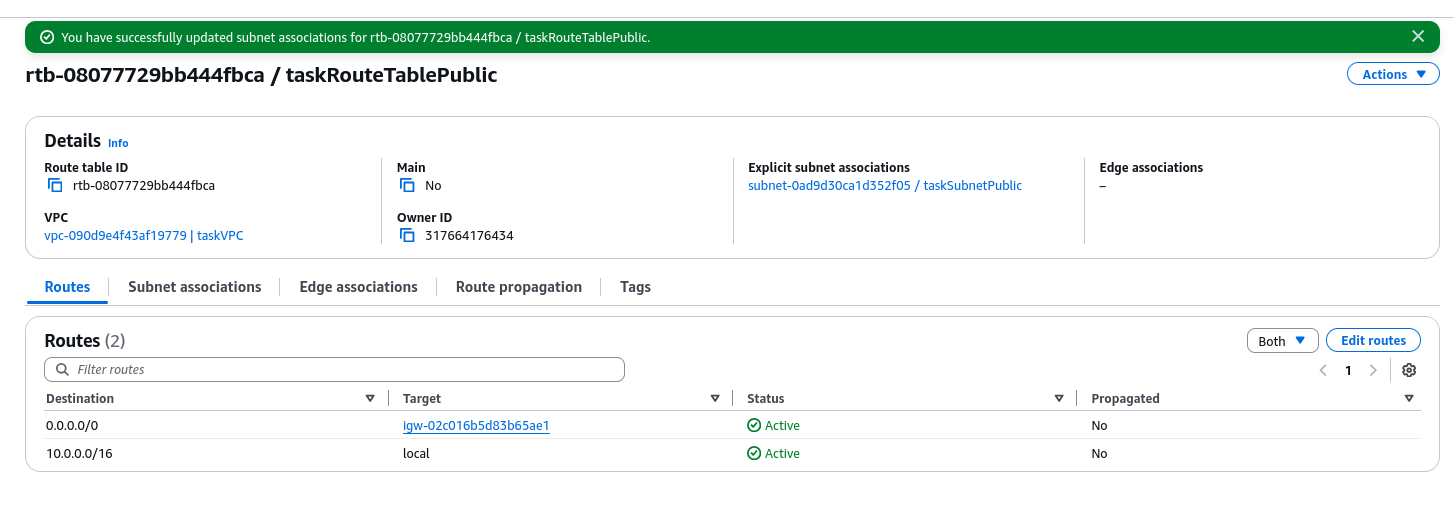 You have successfully updated subnet associations for rtb-08077729bb444fbca / taskRouteTablePublic.
rtb-08077729bb444fbca / taskRouteTablePublic
Actions
Details Info
Route table ID
rtb-08077729bb444fbca
Main
No
Explicit subnet associations
subnet-0ad9d30ca1d352f05 / taskSubnetPublic
Edge associations
–
VPC
vpc-090d9e4f43af19779 | taskVPC
Owner ID
317664176434
Routes Subnet associations Edge associations Route propagation Tags
Routes (2)
Both Edit routes
Filter routes
1
Destination Target Status Propagated
0.0.0.0/0 igw-02c016b5d83b65ae1 Active No
10.0.0.0/16 local Active No